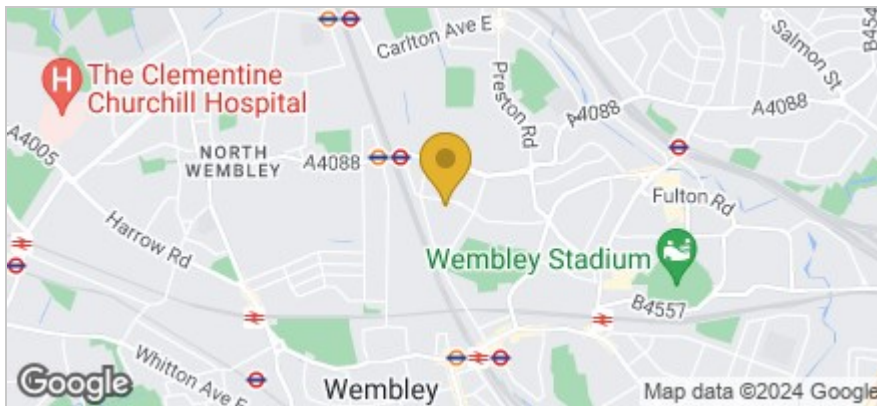 Carlton Ave E
Salmon St
B454
H
The Clementine
Churchill Hospital
Preston Rd
A4088
A4088
A4005
NORTH
WEMBLEY
A4088
Fulton Rd
Harrow Rd
Wembley Stadium
B4557
Whitton Ave E
Wembley
Google
Map data ©2024 Google